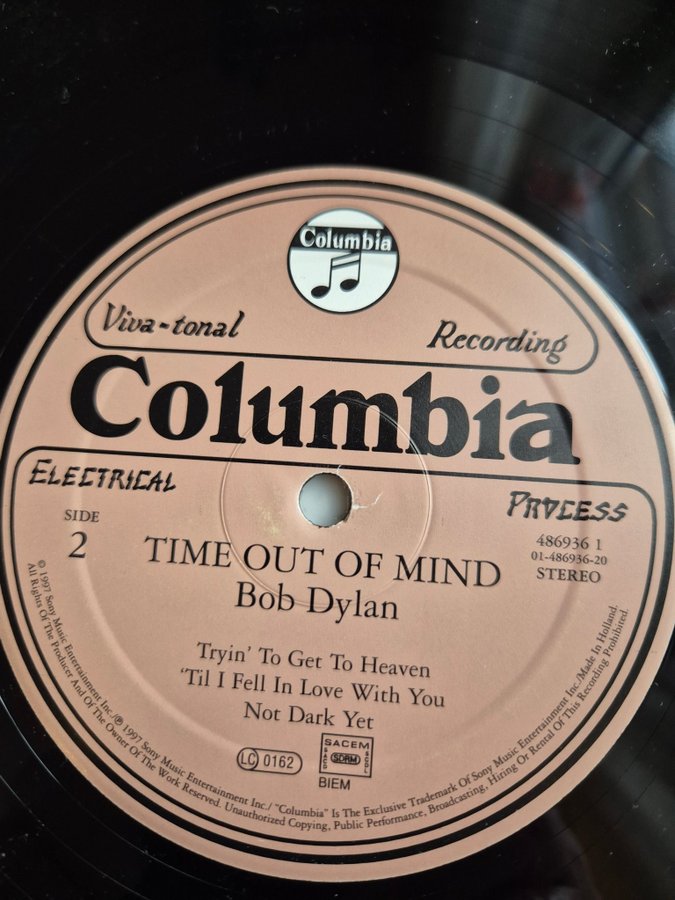 Columbia
Viva-tonal Recording
Columbia
ELECTRICAL PROCESS
SIDE
2
486936 1
01-486936-20
STEREO
TIME OUT OF MIND
Bob Dylan
Tryin' To Get To Heaven
'Til I Fell In Love With You
Not Dark Yet
LC 0162
SACEM
SACD SDRM SGDL
BIEM
© 1997 Sony Music Entertainment Inc./℗ 1997 Sony Music Entertainment Inc./ "Columbia" Is The Exclusive Trademark Of Sony Music Entertainment Inc./Made In Holland.
All Rights Of The Producer And Of The Owner Of The Work Reserved. Unauthorized Copying, Public Performance, Broadcasting, Hiring Or Rental Of This Recording Prohibited.